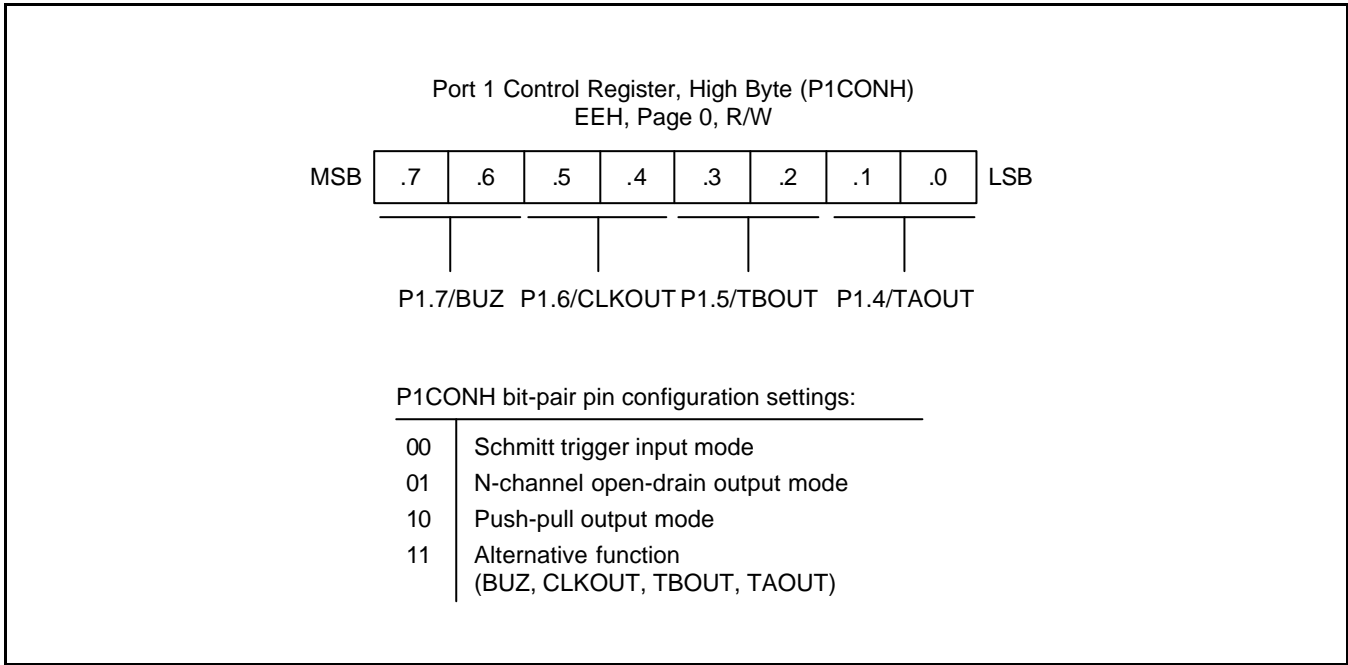 Port 1 Control Register, High Byte (P1CONH)
EEH, Page 0, R/W
MSB .7 .6 .5 .4 .3 .2 .1 .0 LSB
P1.7/BUZ P1.6/CLKOUT P1.5/TBOUT P1.4/TAOUT
P1CONH bit-pair pin configuration settings:
00 Schmitt trigger input mode
01 N-channel open-drain output mode
10 Push-pull output mode
11 Alternative function
(BUZ, CLKOUT, TBOUT, TAOUT)